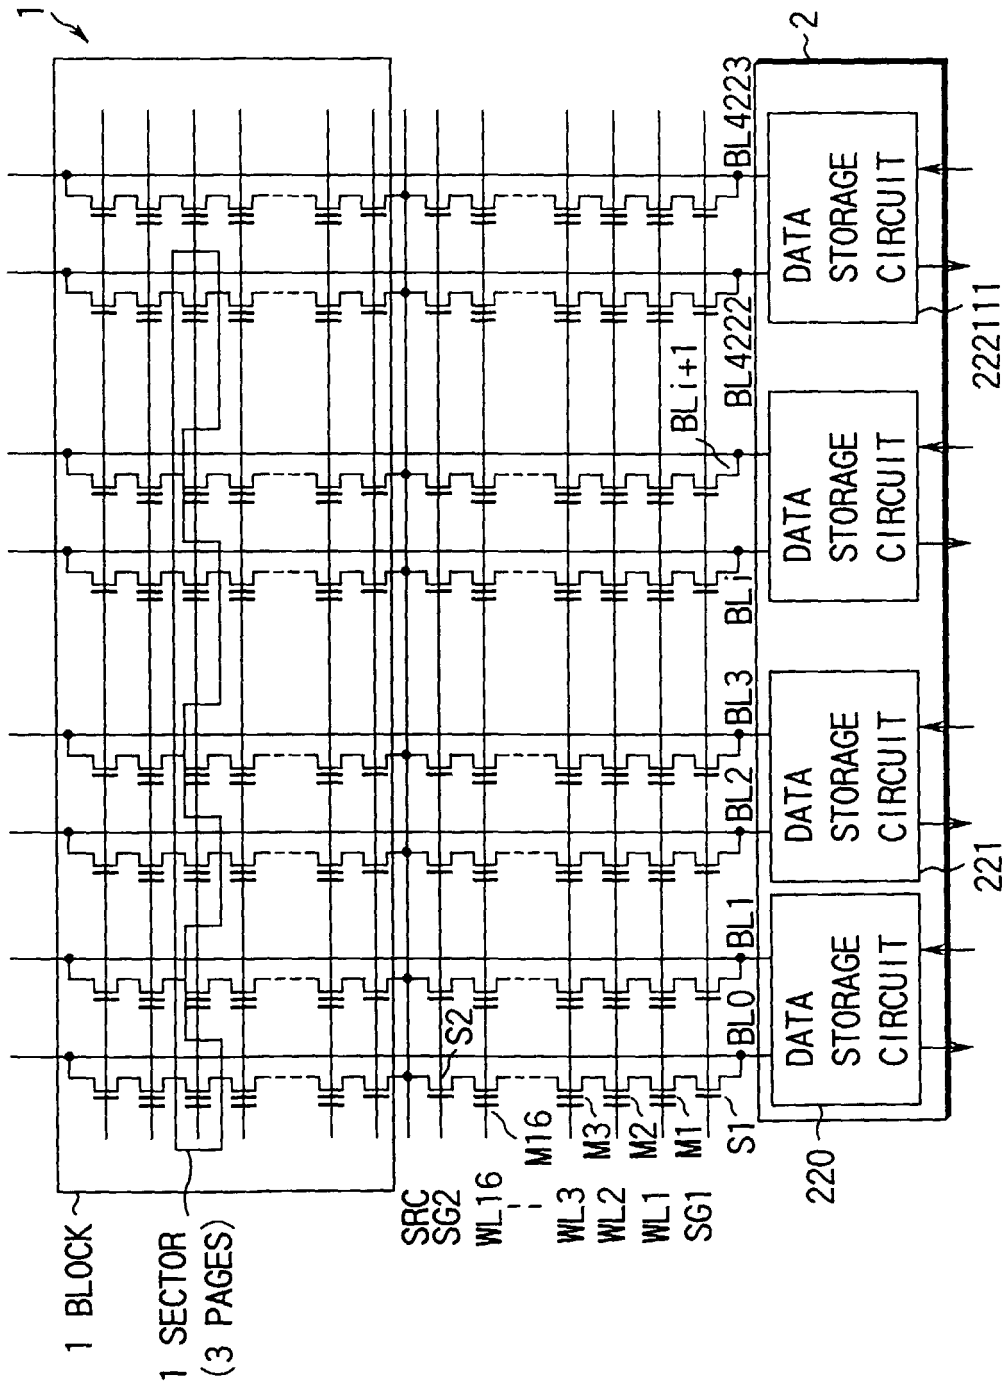 1
1 BLOCK
1 SECTOR
(3 PAGES)
SRC
SG2
WL16
WL3
WL2
WL1
SG1
S2
M16
M3
M2
M1
S1
BL0
BL1
BL2
BL3
BLi
BLi+1
BL4222
BL4223
2
DATA
STORAGE
CIRCUIT
DATA
STORAGE
CIRCUIT
DATA
STORAGE
CIRCUIT
DATA
STORAGE
CIRCUIT
220
221
222111